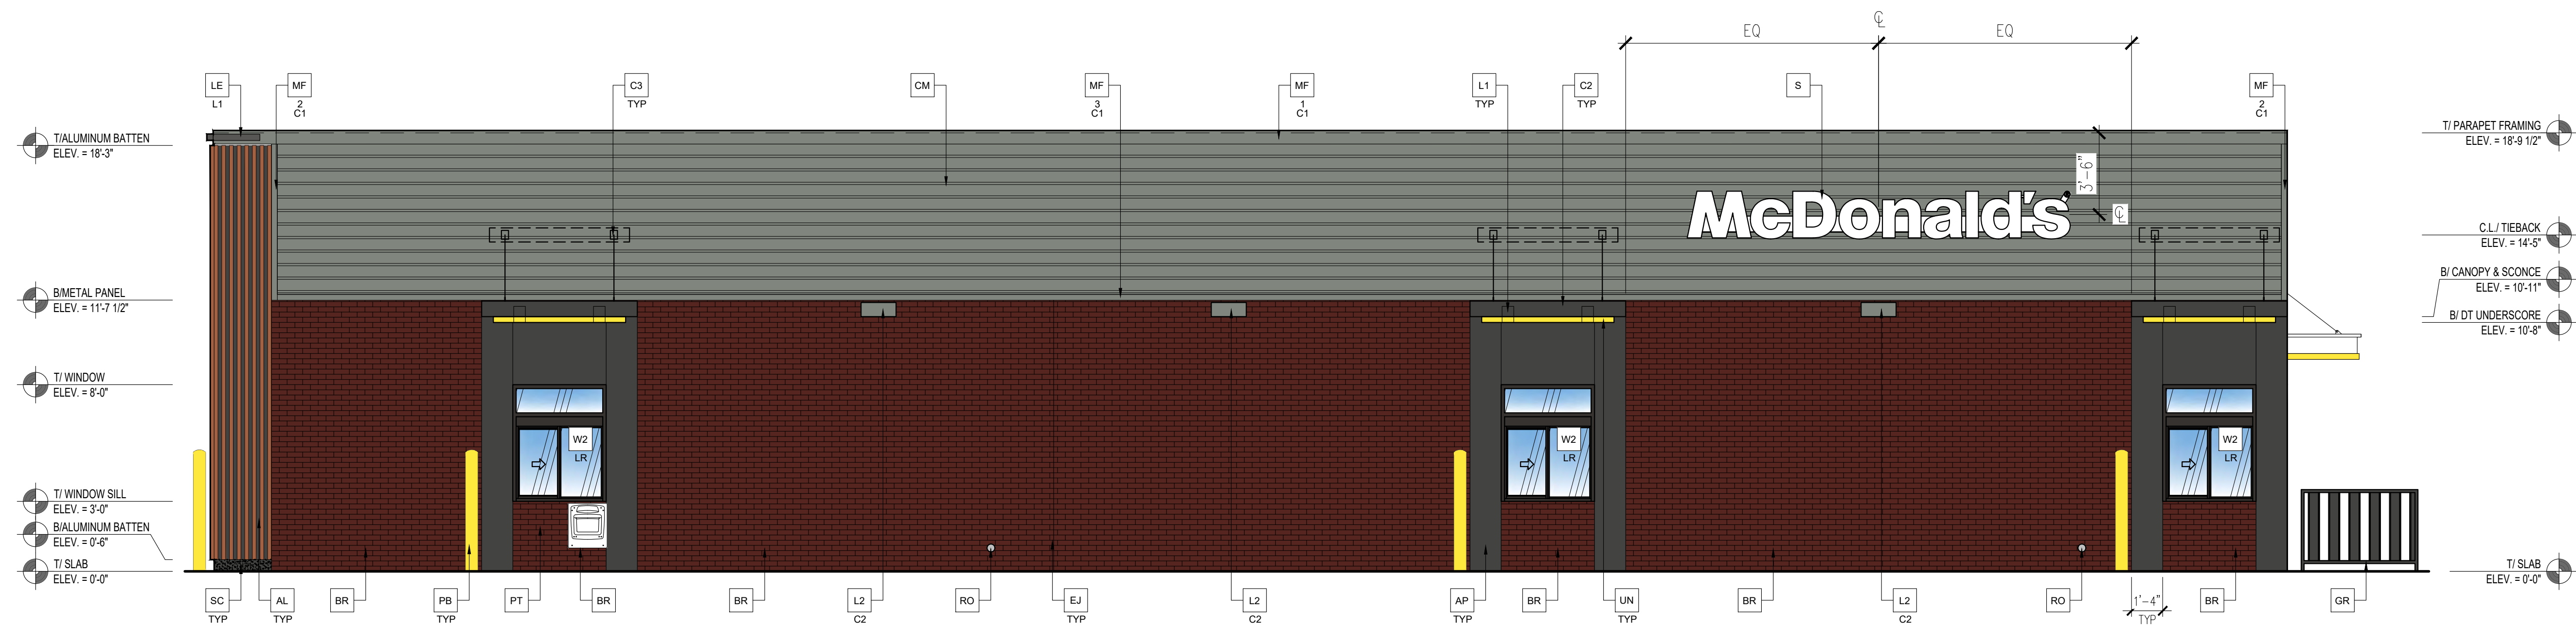 ℄
EQ
EQ
LE
L1
MF
2
C1
C3
TYP
CM
MF
3
C1
MF
1
C1
L1
TYP
C2
TYP
S
MF
2
C1
T/ALUMINUM BATTEN
ELEV. = 18'-3"
T/ PARAPET FRAMING
ELEV. = 18'-9 1/2"
3'-6"
℄
McDonald's
C.L./ TIEBACK
ELEV. = 14'-5"
B/ CANOPY & SCONCE
ELEV. = 10'-11"
B/METAL PANEL
ELEV. = 11'-7 1/2"
B/ DT UNDERSCORE
ELEV. = 10'-8"
T/ WINDOW
ELEV. = 8'-0"
W2
LR
W2
LR
W2
LR
T/ WINDOW SILL
ELEV. = 3'-0"
B/ALUMINUM BATTEN
ELEV. = 0'-6"
T/ SLAB
ELEV. = 0'-0"
T/ SLAB
ELEV. = 0'-0"
SC
TYP
AL
BR
PB
TYP
PT
BR
BR
L2
C2
RO
EJ
TYP
L2
C2
AP
TYP
BR
UN
TYP
BR
L2
C2
RO
1'-4"
TYP
BR
GR